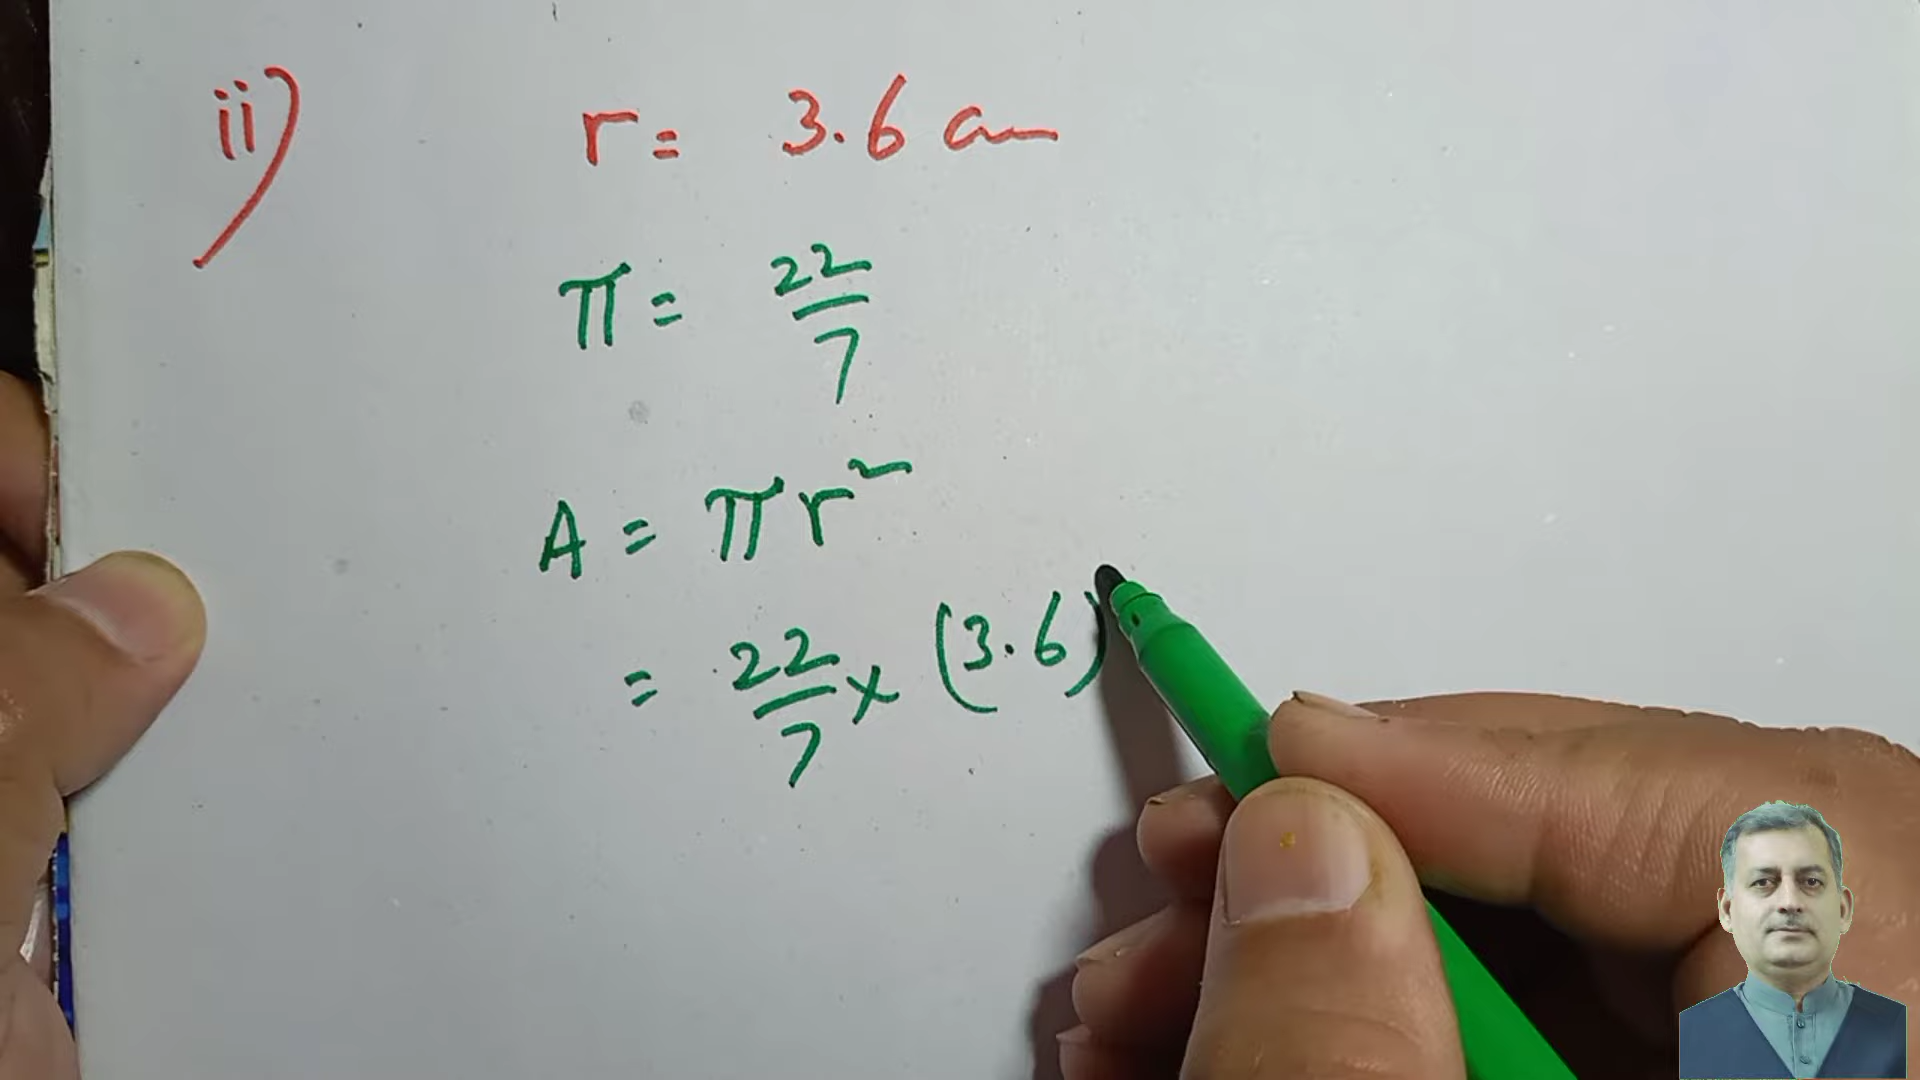 ii) r = 3.6 cm
π = 22/7
A = πr²
= 22/7 × (3.6)